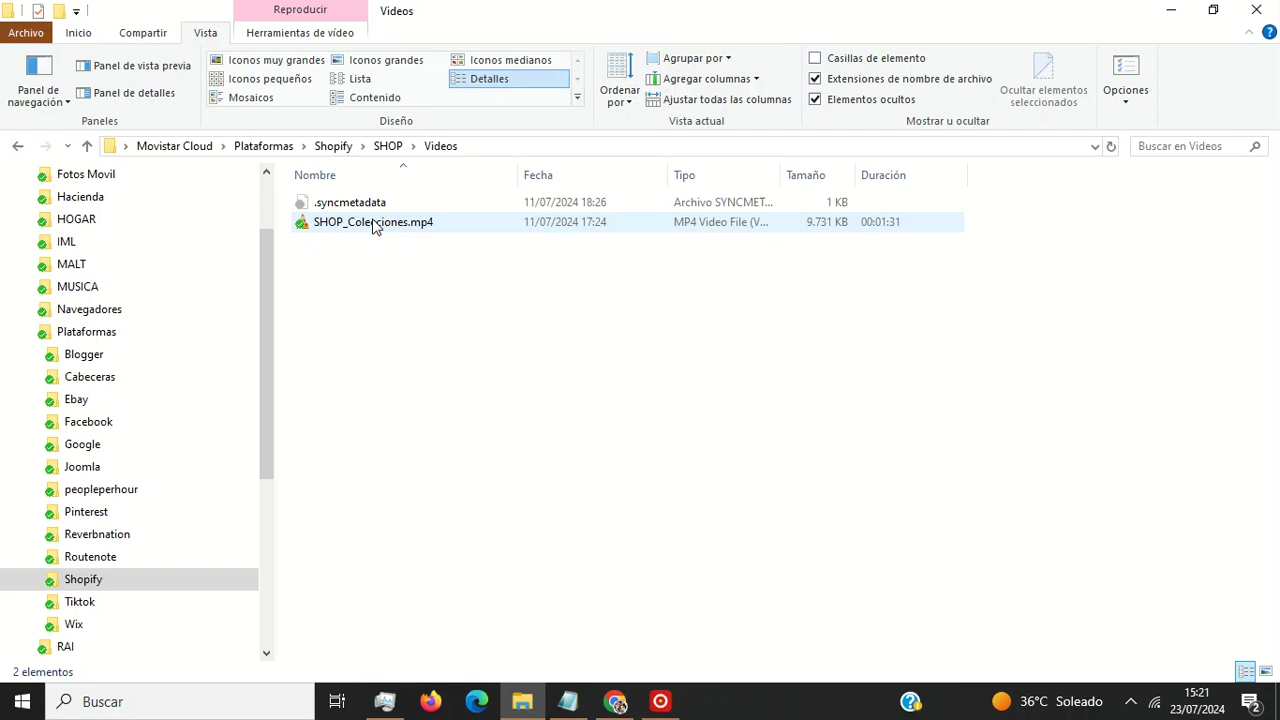 Reproducir
Videos
Archivo
Inicio
Compartir
Vista
Herramientas de vídeo
Panel de navegación
Panel de vista previa
Panel de detalles
Paneles
Iconos muy grandes
Iconos grandes
Iconos medianos
Iconos pequeños
Lista
Detalles
Mosaicos
Contenido
Diseño
Ordenar por
Agrupar por
Agregar columnas
Ajustar todas las columnas
Vista actual
Casillas de elemento
Extensiones de nombre de archivo
Elementos ocultos
Ocultar elementos seleccionados
Mostrar u ocultar
Opciones
Movistar Cloud > Plataformas > Shopify > SHOP > Videos
Buscar en Videos
Nombre
Fecha
Tipo
Tamaño
Duración
.syncmetadata 11/07/2024 18:26 Archivo SYNCMET... 1 KB
SHOP_Colecciones.mp4 11/07/2024 17:24 MP4 Video File (V... 9.731 KB 00:01:31
Fotos Movil
Hacienda
HOGAR
IML
MALT
MUSICA
Navegadores
Plataformas
Blogger
Cabeceras
Ebay
Facebook
Google
Joomla
peopleperhour
Pinterest
Reverbnation
Routenote
Shopify
Tiktok
Wix
RAI
2 elementos
Buscar
36°C Soleado
15:21
23/07/2024
2